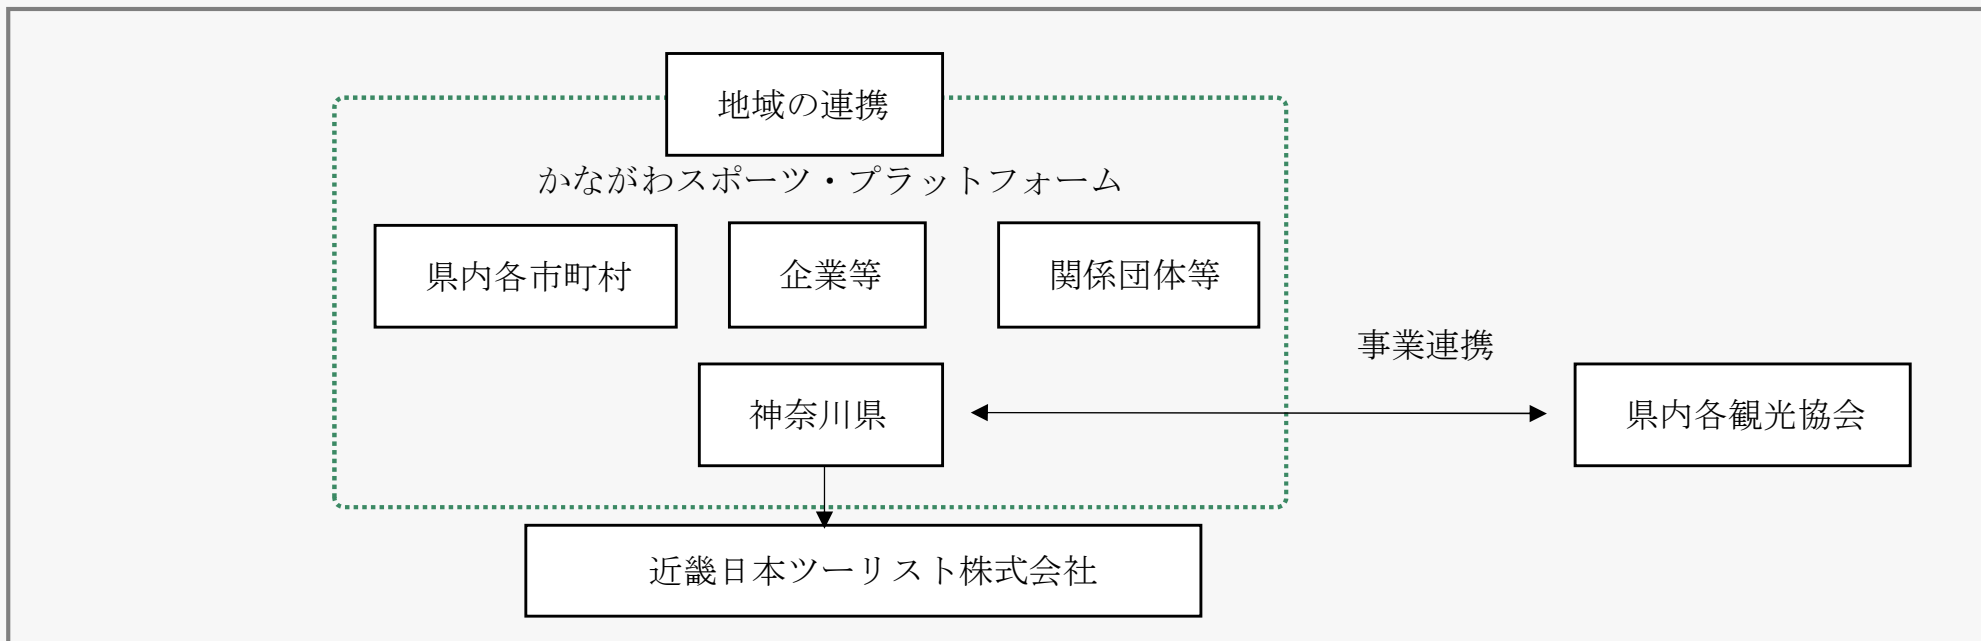 地域の連携
かながわスポーツ・プラットフォーム
県内各市町村
企業等
関係団体等
事業連携
神奈川県
県内各観光協会
近畿日本ツーリスト株式会社